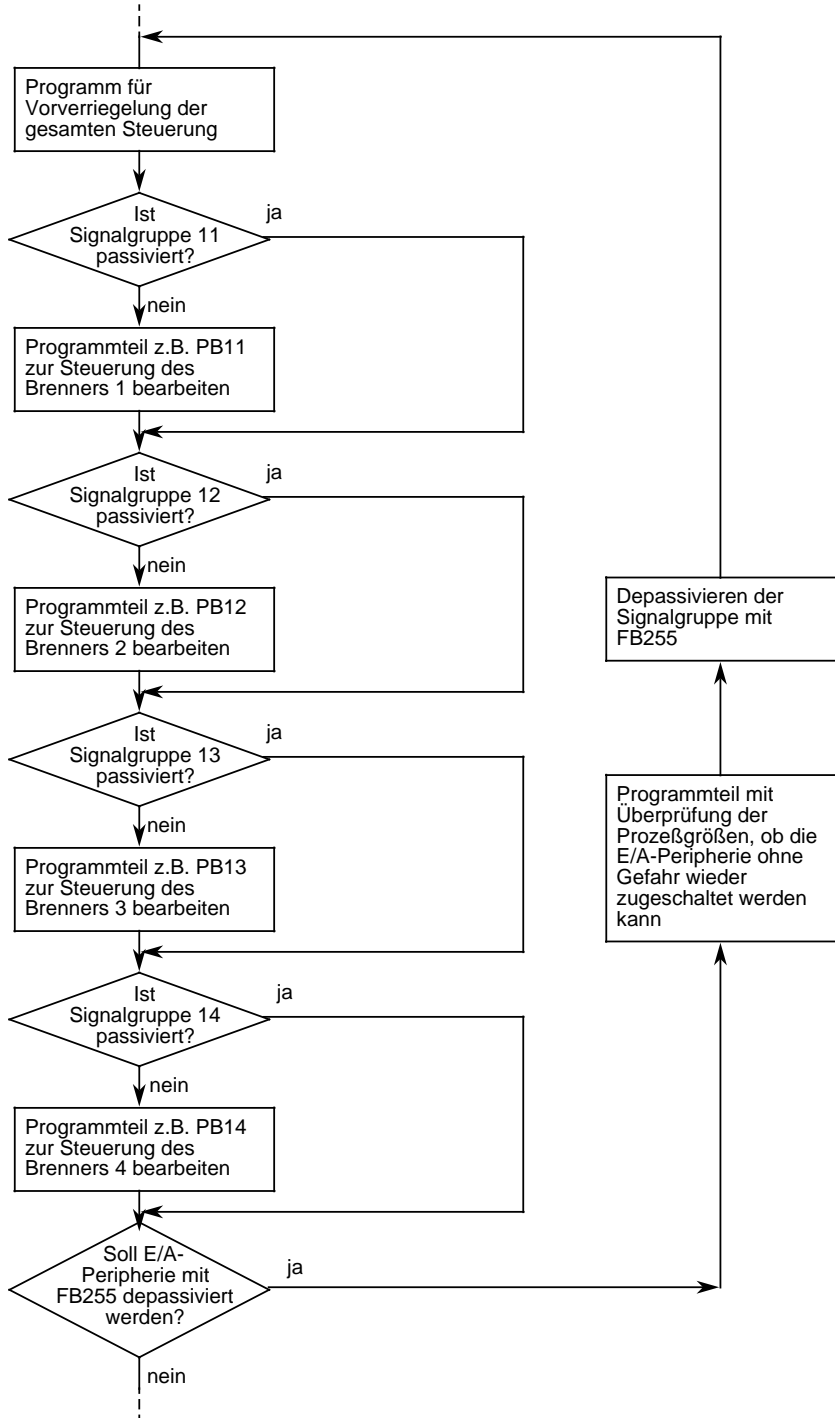 Programm für
Vorverriegelung der
gesamten Steuerung
Ist
Signalgruppe 11
passiviert?
ja
nein
Programmteil z.B. PB11
zur Steuerung des
Brenners 1 bearbeiten
Ist
Signalgruppe 12
passiviert?
ja
nein
Programmteil z.B. PB12
zur Steuerung des
Brenners 2 bearbeiten
Ist
Signalgruppe 13
passiviert?
ja
nein
Programmteil z.B. PB13
zur Steuerung des
Brenners 3 bearbeiten
Ist
Signalgruppe 14
passiviert?
ja
nein
Programmteil z.B. PB14
zur Steuerung des
Brenners 4 bearbeiten
Soll E/A-
Peripherie mit
FB255 depassiviert
werden?
ja
nein
Programmteil mit
Überprüfung der
Prozeßgrößen, ob die
E/A-Peripherie ohne
Gefahr wieder
zugeschaltet werden
kann
Depassivieren der
Signalgruppe mit
FB255